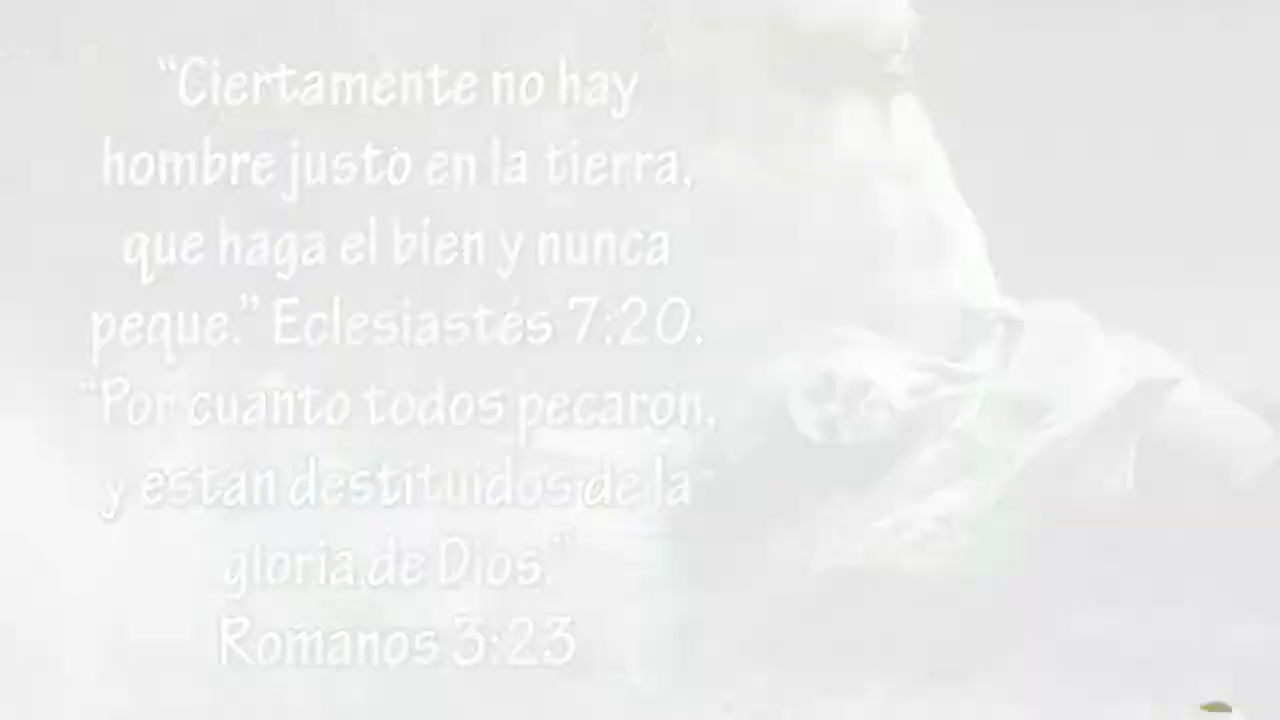 “Ciertamente no hay
hombre justo en la tierra,
que haga el bien y nunca
peque.” Eclesiastés 7:20.
“Por cuanto todos pecaron,
y estan destituidos de la
gloria de Dios.”
Romanos 3:23